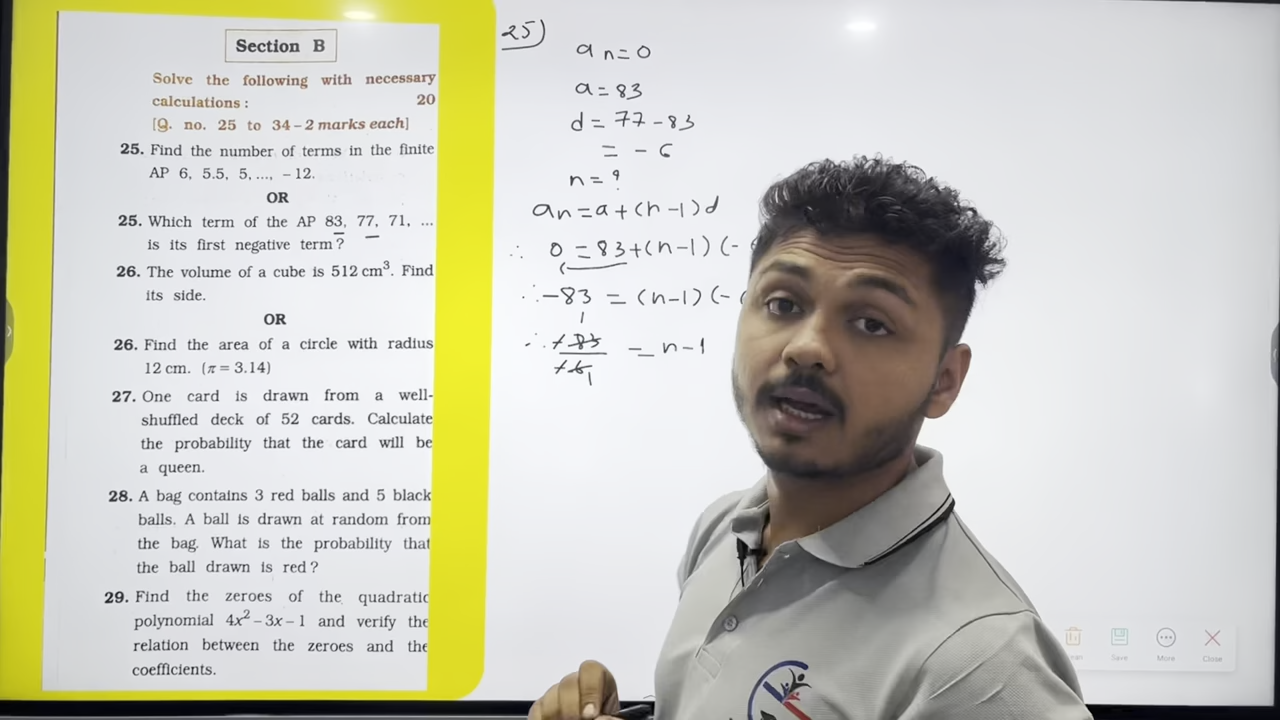 Section B
Solve the following with necessary
calculations : 20
[Q. no. 25 to 34 – 2 marks each]
25. Find the number of terms in the finite
AP 6, 5.5, 5, ..., – 12.
OR
25. Which term of the AP 83, 77, 71, ...
is its first negative term ?
26. The volume of a cube is 512 cm³. Find
its side.
OR
26. Find the area of a circle with radius
12 cm. (π = 3.14)
27. One card is drawn from a well-
shuffled deck of 52 cards. Calculate
the probability that the card will be
a queen.
28. A bag contains 3 red balls and 5 black
balls. A ball is drawn at random from
the bag. What is the probability that
the ball drawn is red ?
29. Find the zeroes of the quadratic
polynomial 4x² – 3x – 1 and verify the
relation between the zeroes and the
coefficients.
25)
an = 0
a = 83
d = 77 – 83
= – 6
n = ?
an = a + (n – 1) d
∴ 0 = 83 + (n – 1) (–
∴ – 83 = (n – 1) (–
∴ – 83 / – 6 = n – 1
Save
More
Close